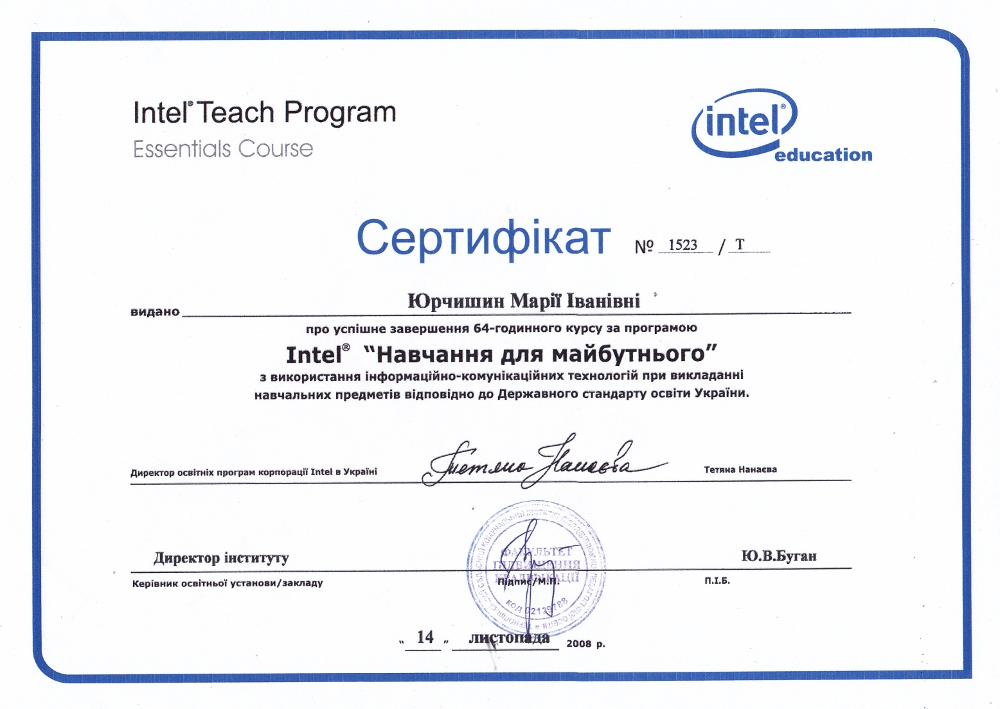 Intel® Teach Program
Essentials Course
intel®
education
Сертифікат № 1523 / Т
видано Юрчишин Марії Іванівні
про успішне завершення 64-годинного курсу за програмою
Intel® “Навчання для майбутнього”
з використання інформаційно-комунікаційних технологій при викладанні
навчальних предметів відповідно до Державного стандарту освіти України.
Директор освітніх програм корпорації Intel в Україні Тетяна Нанаєва Тетяна Нанаєва
Директор інституту Ю.В.Буган
Керівник освітньої установи/закладу Підпис/М.П. П.І.Б.
ФАКУЛЬТЕТ
ПІДВИЩЕННЯ
КВАЛІФІКАЦІЇ
код 02139788
„ 14 „ листопада 2008 р.